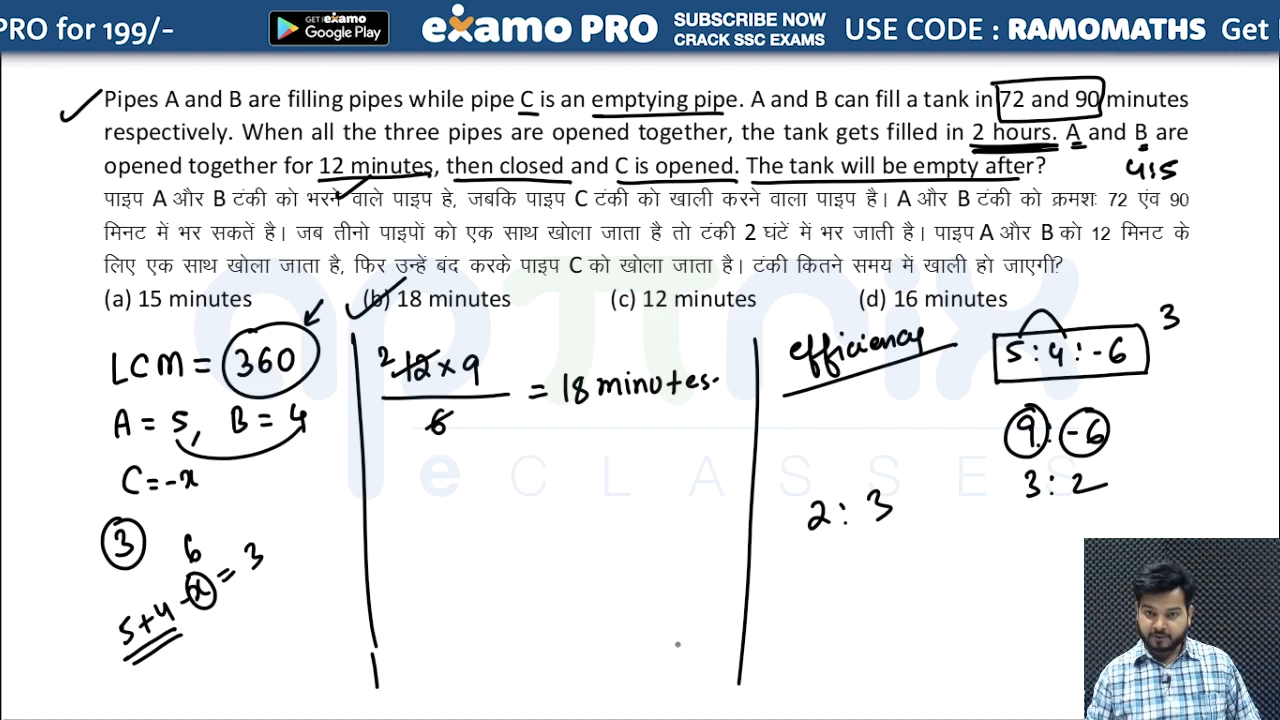 PRO for 199/- GET IT ON examo Google Play examo PRO SUBSCRIBE NOW CRACK SSC EXAMS USE CODE : RAMOMATHS Get
Pipes A and B are filling pipes while pipe C is an emptying pipe. A and B can fill a tank in 72 and 90 minutes
respectively. When all the three pipes are opened together, the tank gets filled in 2 hours. A and B are
opened together for 12 minutes, then closed and C is opened. The tank will be empty after?
4:5
पाइप A और B टंकी को भरने वाले पाइप हे, जबकि पाइप C टंकी को खाली करने वाला पाइप है। A और B टंकी को क्रमशः 72 एंव 90
मिनट में भर सकतें है। जब तीनो पाइपों को एक साथ खोला जाता है तो टंकी 2 घंटें में भर जाती है। पाइप A और B को 12 मिनट के
लिए एक साथ खोला जाता है, फिर उन्हें बंद करके पाइप C को खोला जाता है। टंकी कितने समय में खाली हो जाएगी?
(a) 15 minutes (b) 18 minutes (c) 12 minutes (d) 16 minutes
LCM = 360
A = 5, B = 4
C = -x
3
6
5+4-x = 3
2 12 x 9
6
= 18 minutes.
efficiency
5 : 4 : -6
3
9 : -6
3 : 2
2 : 3
apπnix
e CLASSES